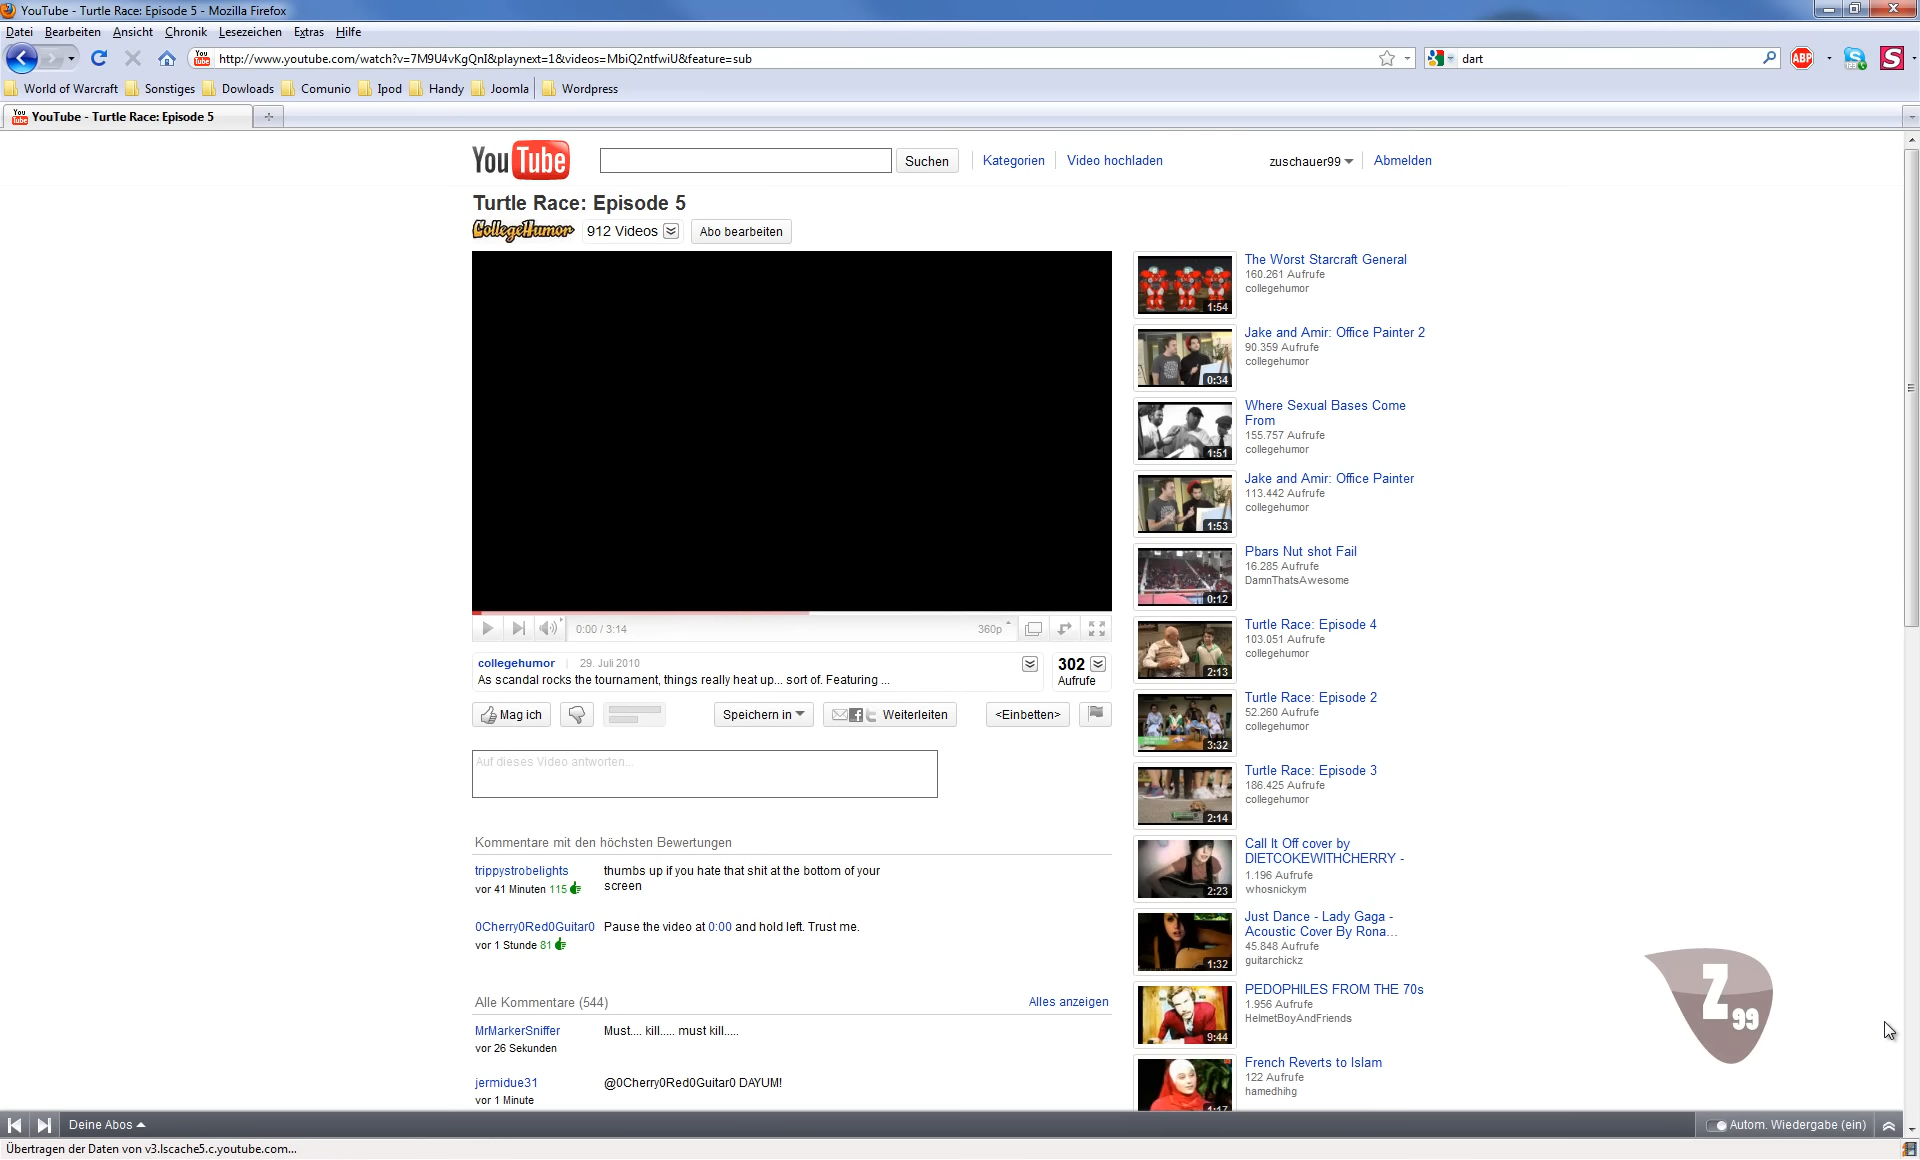 YouTube - Turtle Race: Episode 5 - Mozilla Firefox
Datei Bearbeiten Ansicht Chronik Lesezeichen Extras Hilfe
http://www.youtube.com/watch?v=7M9U4vKgQnI&playnext=1&videos=MbiQ2ntfwiU&feature=sub
dart
ABP
S
World of Warcraft Sonstiges Dowloads Comunio Ipod Handy Joomla Wordpress
YouTube - Turtle Race: Episode 5
YouTube
Suchen
Kategorien
Video hochladen
zuschauer99
Abmelden
Turtle Race: Episode 5
CollegeHumor 912 Videos Abo bearbeiten
0:00 / 3:14
360p
collegehumor 29. Juli 2010
As scandal rocks the tournament, things really heat up... sort of. Featuring ...
302
Aufrufe
Mag ich
Speichern in
Weiterleiten
<Einbetten>
Auf dieses Video antworten...
Kommentare mit den höchsten Bewertungen
trippystrobelights thumbs up if you hate that shit at the bottom of your
screen
vor 41 Minuten 115
0Cherry0Red0Guitar0 Pause the video at 0:00 and hold left. Trust me.
vor 1 Stunde 81
Alle Kommentare (544) Alles anzeigen
MrMarkerSniffer Must.... kill..... must kill.....
vor 26 Sekunden
jermidue31 @0Cherry0Red0Guitar0 DAYUM!
vor 1 Minute
The Worst Starcraft General
160.261 Aufrufe
collegehumor
1:54
Jake and Amir: Office Painter 2
90.359 Aufrufe
collegehumor
0:34
Where Sexual Bases Come
From
155.757 Aufrufe
collegehumor
1:51
Jake and Amir: Office Painter
113.442 Aufrufe
collegehumor
1:53
Pbars Nut shot Fail
16.285 Aufrufe
DamnThatsAwesome
0:12
Turtle Race: Episode 4
103.051 Aufrufe
collegehumor
2:13
Turtle Race: Episode 2
52.260 Aufrufe
collegehumor
3:32
Turtle Race: Episode 3
186.425 Aufrufe
collegehumor
2:14
Call It Off cover by
DIETCOKEWITHCHERRY -
1.196 Aufrufe
whosnickym
2:23
Just Dance - Lady Gaga -
Acoustic Cover By Rona...
45.848 Aufrufe
guitarchickz
1:32
PEDOPHILES FROM THE 70s
1.956 Aufrufe
HelmetBoyAndFriends
9:44
French Reverts to Islam
122 Aufrufe
hamedhihg
1:17
Z 99
Deine Abos
Autom. Wiedergabe (ein)
Übertragen der Daten von v3.lscache5.c.youtube.com...